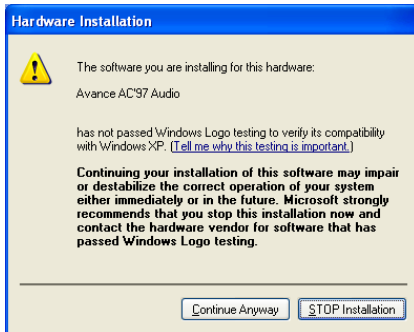 Hardware Installation
The software you are installing for this hardware:
Avance AC'97 Audio
has not passed Windows Logo testing to verify its compatibility
with Windows XP. (Tell me why this testing is important.)
Continuing your installation of this software may impair
or destabilize the correct operation of your system
either immediately or in the future. Microsoft strongly
recommends that you stop this installation now and
contact the hardware vendor for software that has
passed Windows Logo testing.
Continue Anyway STOP Installation